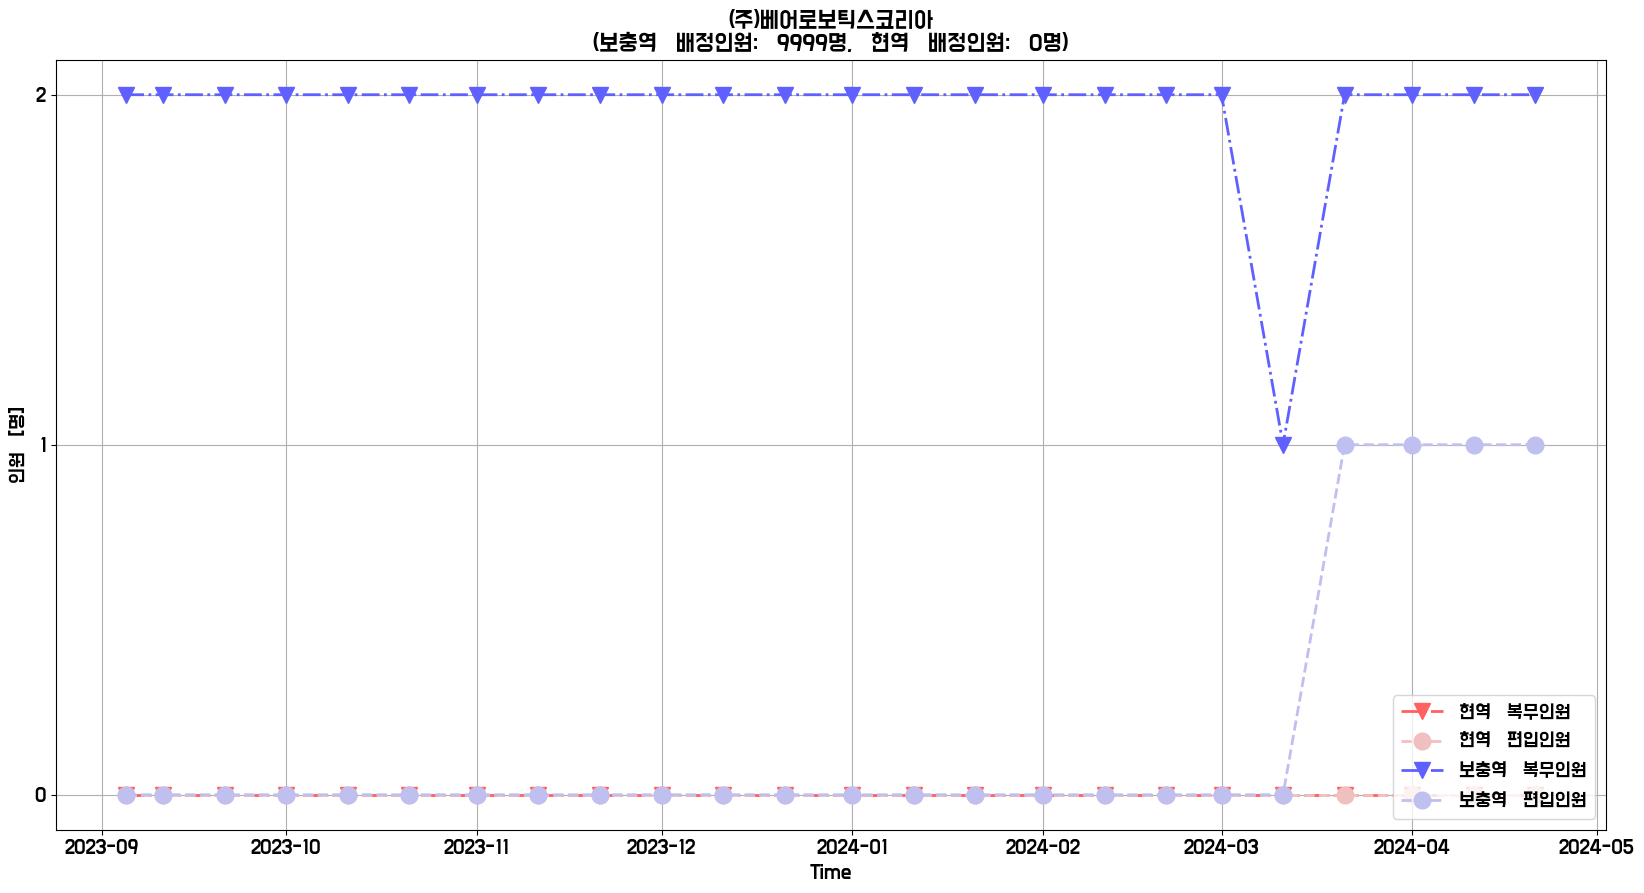 (주)베어로보틱스코리아
(보충역 배정인원: 9999명, 현역 배정인원: 0명)
인원 [명]
2
1
0
현역 복무인원
현역 편입인원
보충역 복무인원
보충역 편입인원
2023-09 2023-10 2023-11 2023-12 2024-01 2024-02 2024-03 2024-04 2024-05
Time